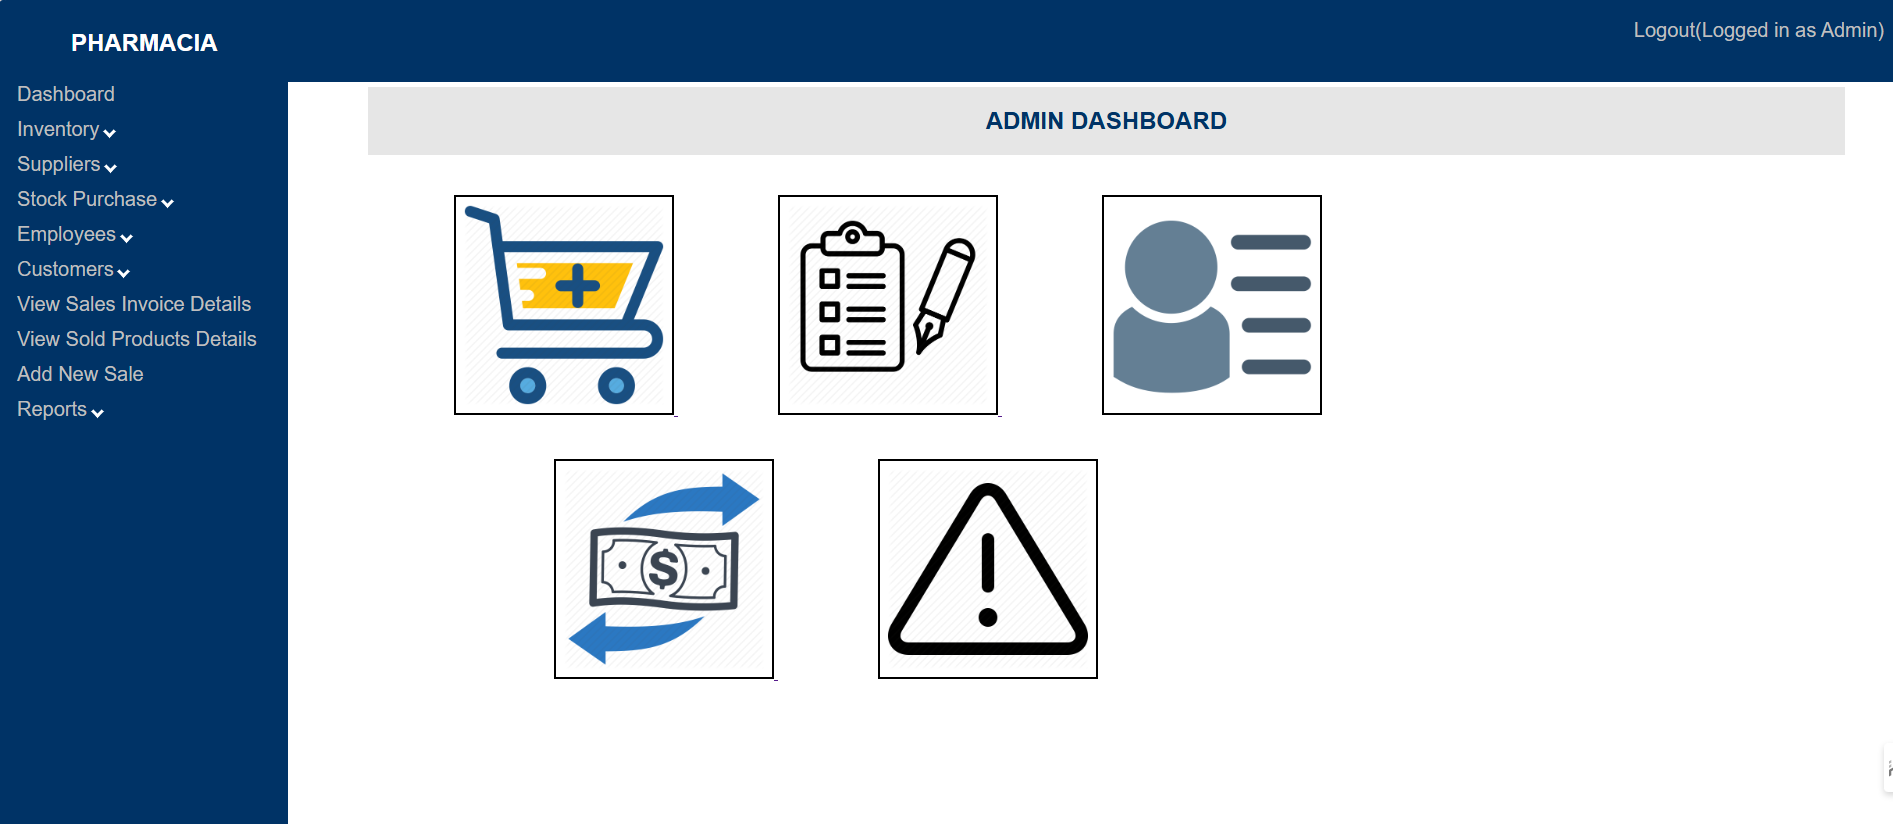 PHARMACIA
Logout(Logged in as Admin)
Dashboard
Inventory
Suppliers
Stock Purchase
Employees
Customers
View Sales Invoice Details
View Sold Products Details
Add New Sale
Reports
ADMIN DASHBOARD
$